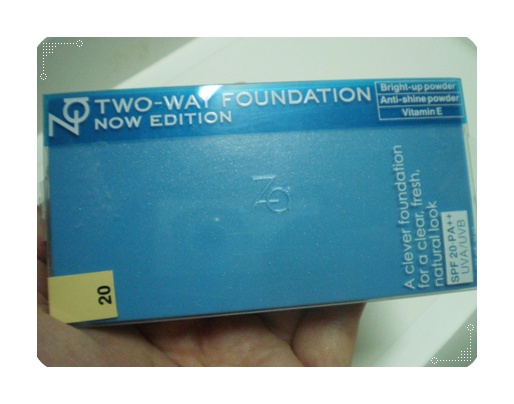 Za TWO-WAY FOUNDATION
NOW EDITION
Bright-up powder
Anti-shine powder
Vitamin E
Za
A clever foundation
for a clear, fresh,
natural look
SPF 20 PA++
UVA/UVB
20